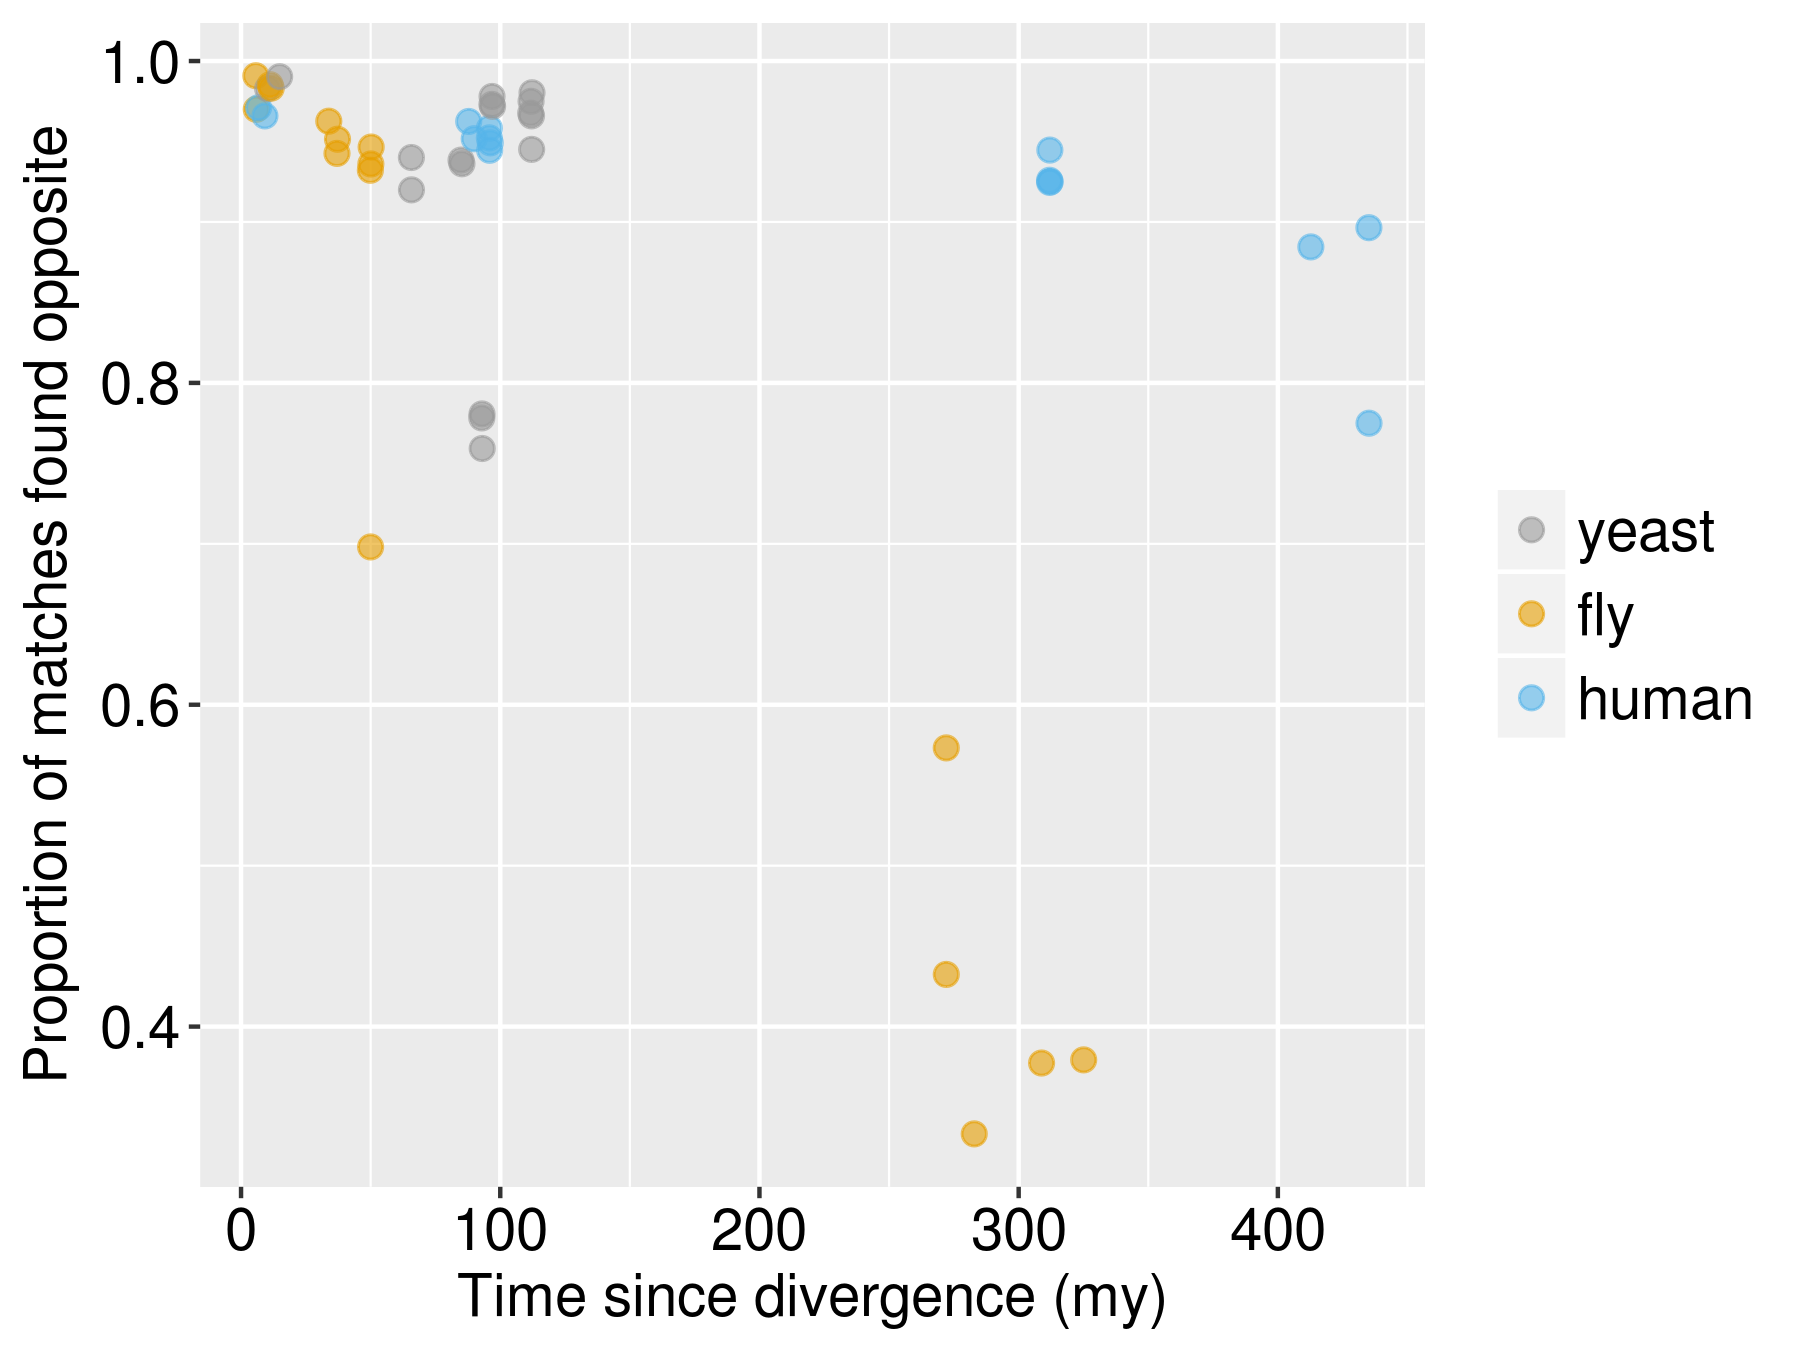 Proportion of matches found opposite
1.0
0.8
0.6
0.4
0 100 200 300 400
Time since divergence (my)
yeast
fly
human